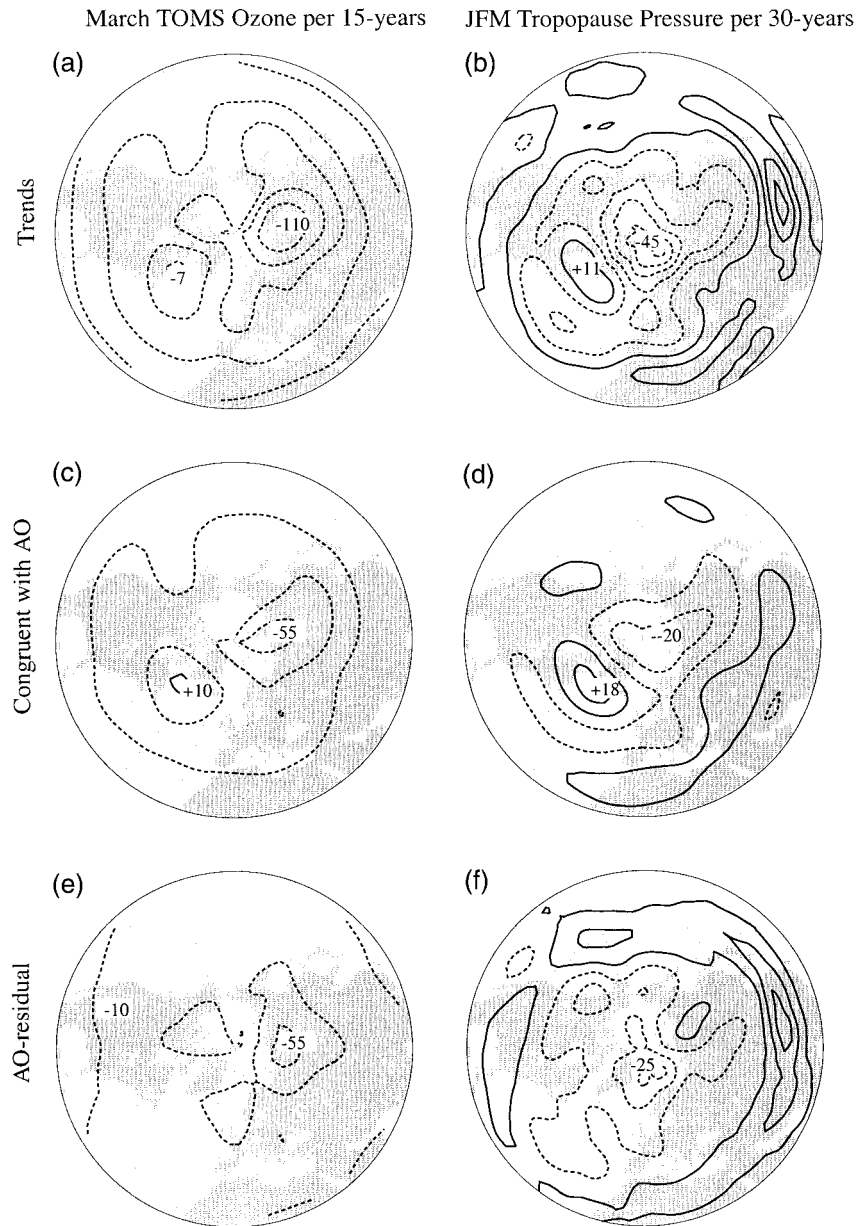 March TOMS Ozone per 15-years
JFM Tropopause Pressure per 30-years
(a)
(b)
Trends
-110
-7
-45
+11
(c)
(d)
Congruent with AO
-55
+10
--20
+18
(e)
(f)
AO-residual
-10
-55
-25